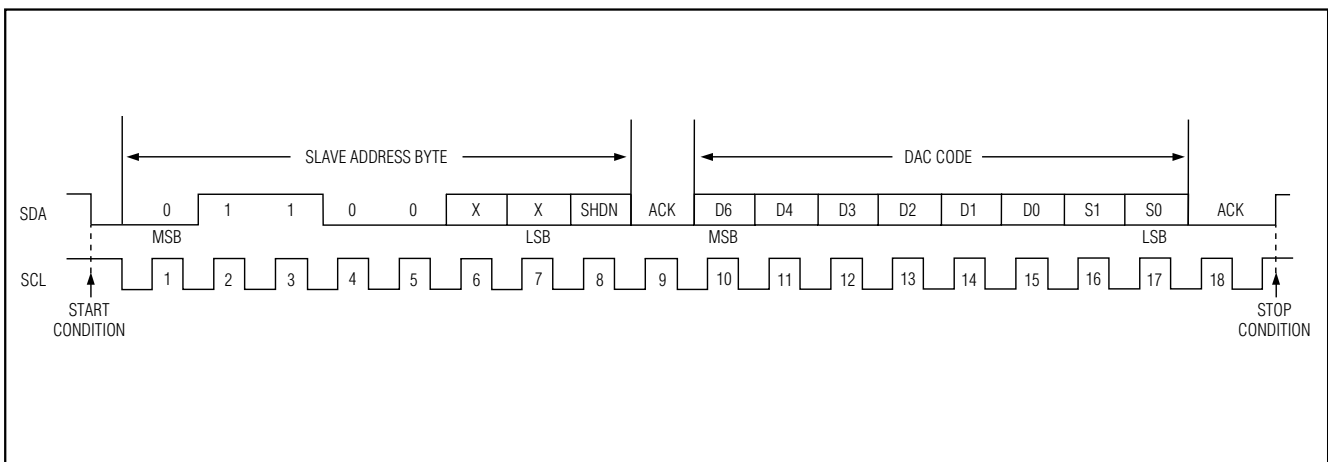 SLAVE ADDRESS BYTE DAC CODE
SDA 0 1 1 0 0 X X SHDN ACK D6 D4 D3 D2 D1 D0 S1 S0 ACK
MSB LSB MSB LSB
SCL 1 2 3 4 5 6 7 8 9 10 11 12 13 14 15 16 17 18
START CONDITION STOP CONDITION